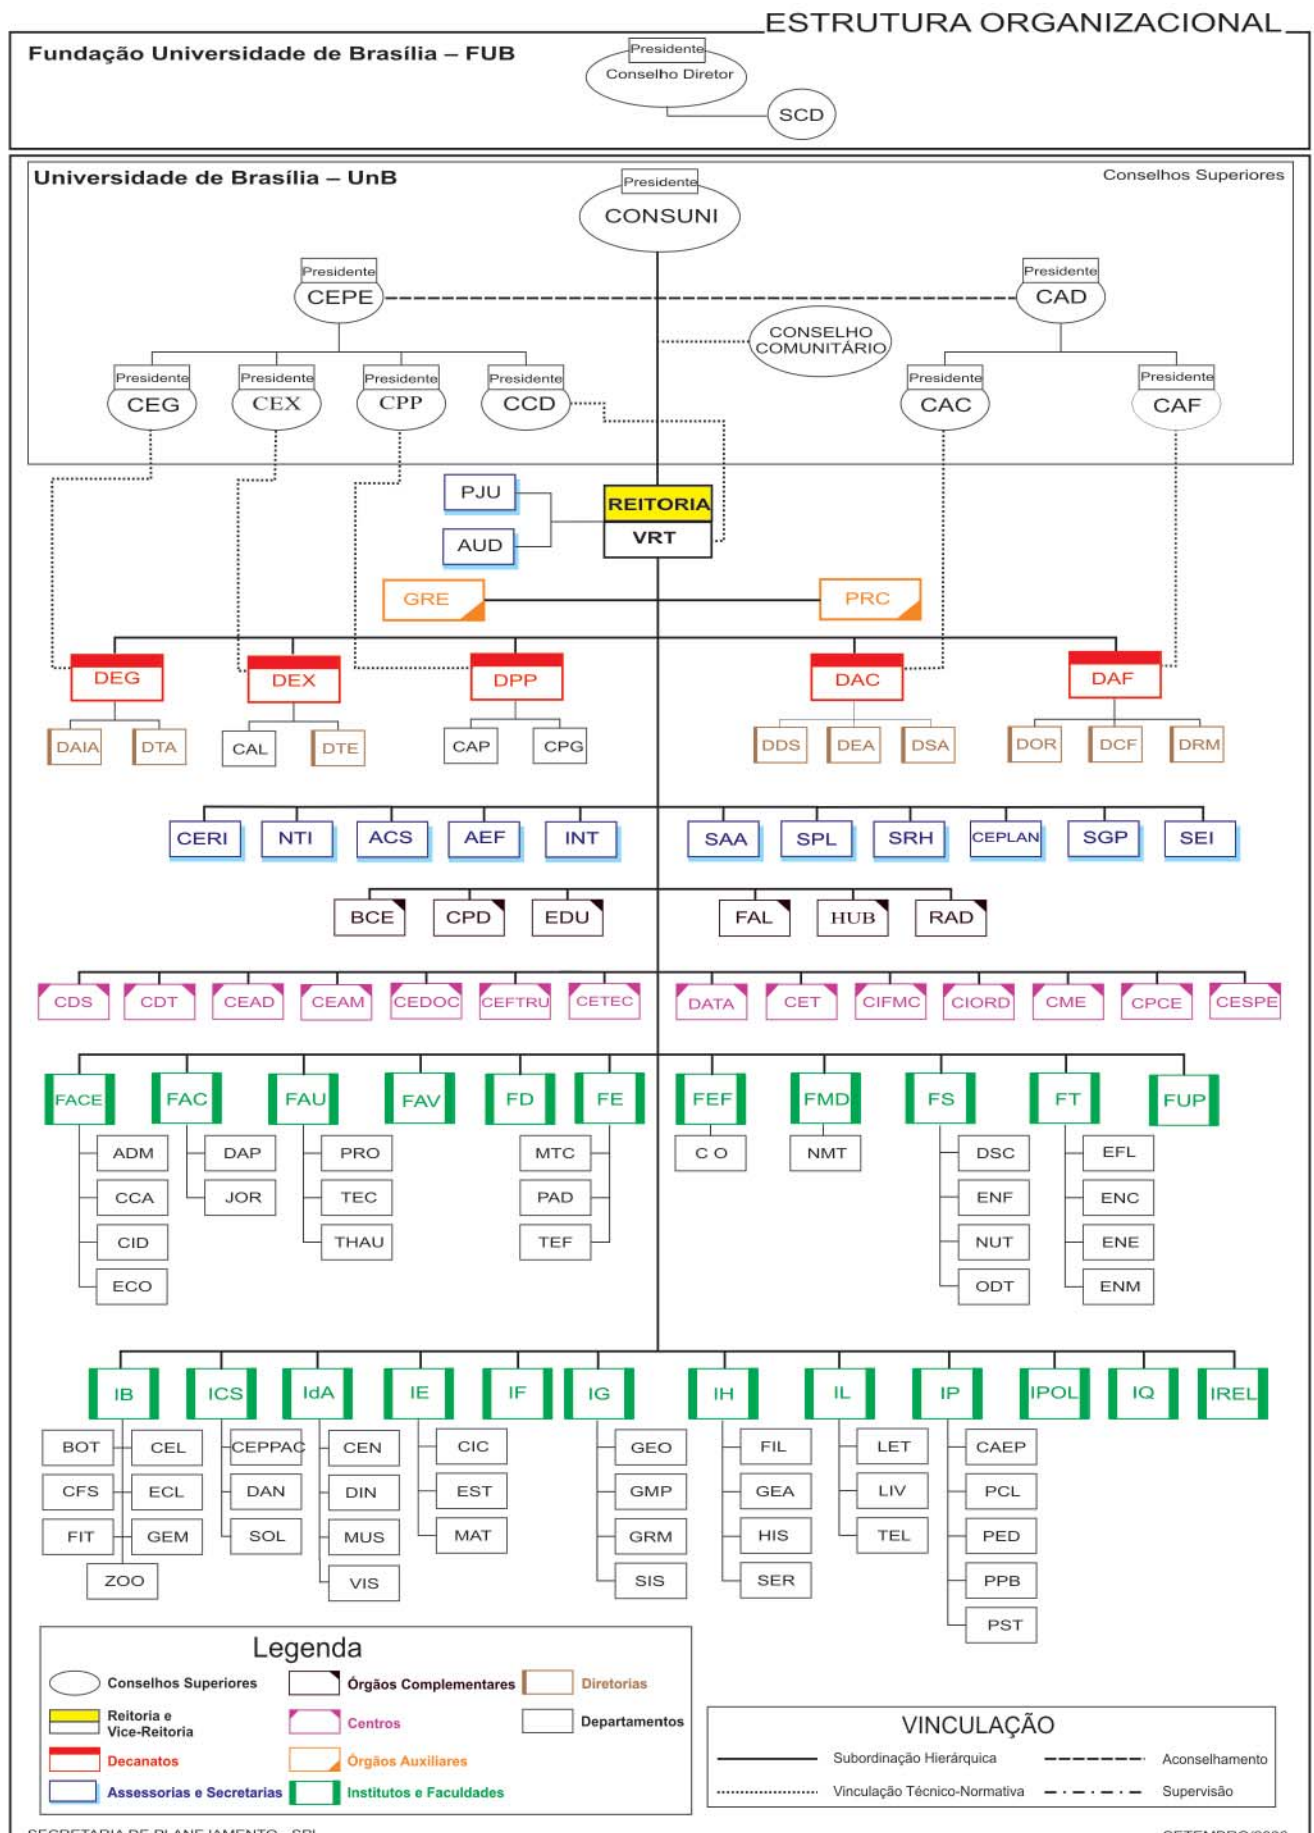 ESTRUTURA ORGANIZACIONAL
Fundação Universidade de Brasília – FUB
Presidente
Conselho Diretor
SCD
Universidade de Brasília – UnB
Conselhos Superiores
Presidente
CONSUNI
Presidente
CEPE
Presidente
CAD
CONSELHO
COMUNITÁRIO
Presidente Presidente Presidente Presidente Presidente Presidente
CEG CEX CPP CCD CAC CAF
PJU
REITORIA
AUD
VRT
GRE PRC
DEG DEX DPP DAC DAF
DAIA DTA CAL DTE CAP CPG DDS DEA DSA DOR DCF DRM
CERI NTI ACS AEF INT SAA SPL SRH CEPLAN SGP SEI
BCE CPD EDU FAL HUB RAD
CDS CDT CEAD CEAM CEDOC CEFTRU CETEC DATA CET CIFMC CIORD CME CPCE CESPE
FACE FAC FAU FAV FD FE FEF FMD FS FT FUP
ADM DAP PRO MTC C O NMT DSC EFL
CCA JOR TEC PAD ENF ENC
CID THAU TEF NUT ENE
ECO ODT ENM
IB ICS IdA IE IF IG IH IL IP IPOL IQ IREL
BOT CEL CEPPAC CEN CIC GEO FIL LET CAEP
CFS ECL DAN DIN EST GMP GEA LIV PCL
FIT GEM SOL MUS MAT GRM HIS TEL PED
ZOO VIS SIS SER PPB
PST
Legenda
Conselhos Superiores
Órgãos Complementares
Diretorias
Reitoria e
Vice-Reitoria
Centros
Departamentos
Decanatos
Órgãos Auxiliares
Assessorias e Secretarias
Institutos e Faculdades
VINCULAÇÃO
Subordinação Hierárquica
Aconselhamento
Vinculação Técnico-Normativa
Supervisão